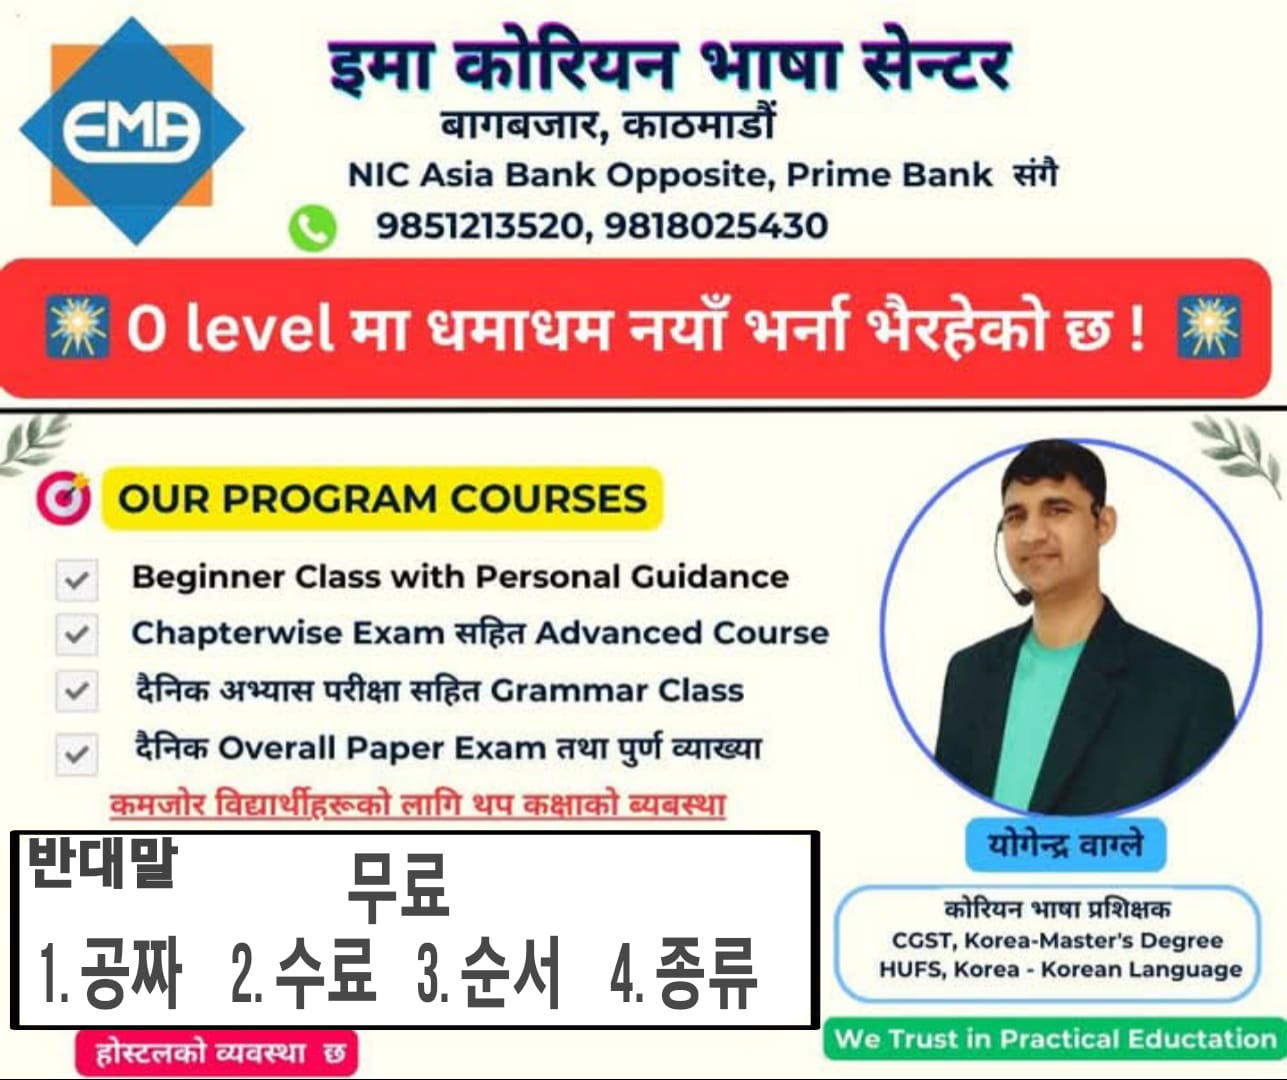 EMA
इमा कोरियन भाषा सेन्टर
बागबजार, काठमाडौं
NIC Asia Bank Opposite, Prime Bank संगै
9851213520, 9818025430
0 level मा धमाधम नयाँ भर्ना भैरहेको छ !
OUR PROGRAM COURSES
Beginner Class with Personal Guidance
Chapterwise Exam सहित Advanced Course
दैनिक अभ्यास परीक्षा सहित Grammar Class
दैनिक Overall Paper Exam तथा पुर्ण व्याख्या
कमजोर विद्यार्थीहरूको लागि थप कक्षाको ब्यबस्था
반대말
무료
1. 공짜 2. 수료 3. 순서 4. 종류
होस्टलको व्यवस्था छ
योगेन्द्र वाग्ले
कोरियन भाषा प्रशिक्षक
CGST, Korea-Master's Degree
HUFS, Korea - Korean Language
We Trust in Practical Eductation